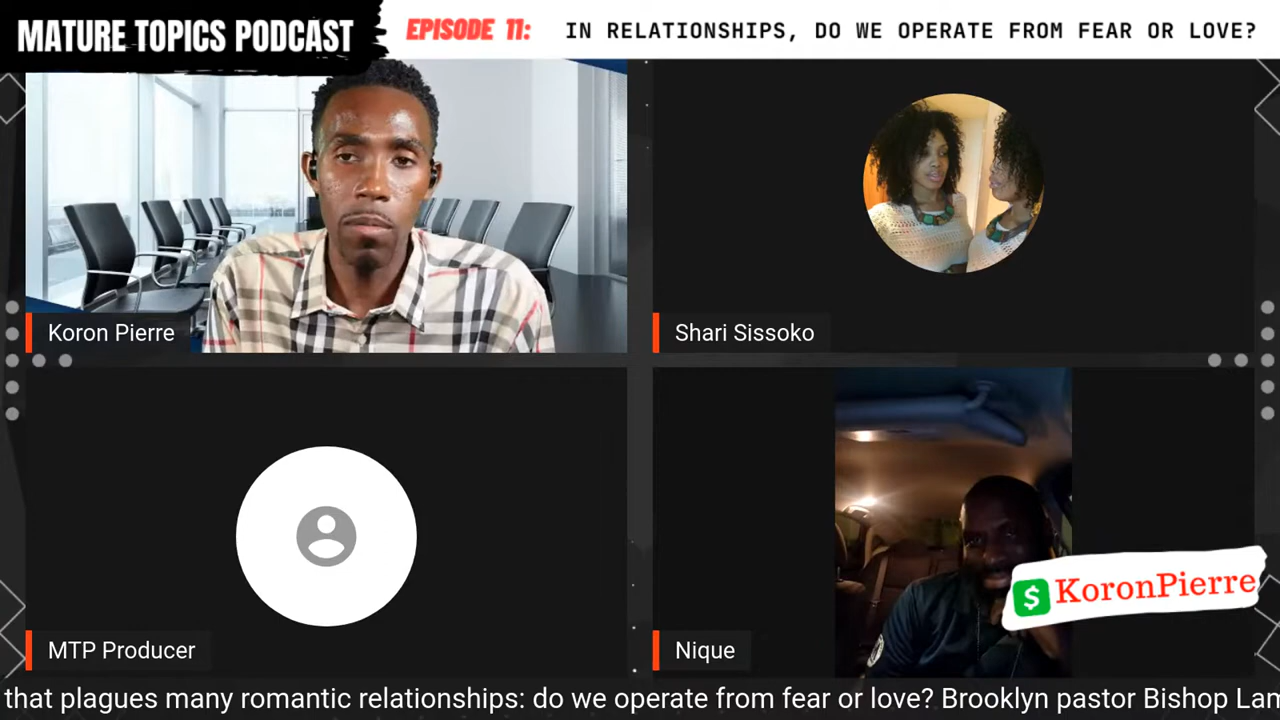 MATURE TOPICS PODCAST
EPISODE 11:
IN RELATIONSHIPS, DO WE OPERATE FROM FEAR OR LOVE?
Koron Pierre
Shari Sissoko
MTP Producer
Nique
$ KoronPierre
that plagues many romantic relationships: do we operate from fear or love? Brooklyn pastor Bishop